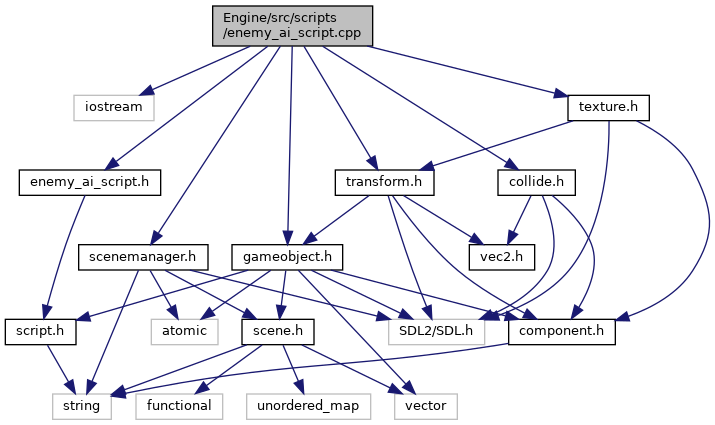 Engine/src/scripts
/enemy_ai_script.cpp
iostream
texture.h
enemy_ai_script.h
transform.h
collide.h
scenemanager.h
gameobject.h
vec2.h
script.h
atomic
scene.h
SDL2/SDL.h
component.h
string
functional
unordered_map
vector